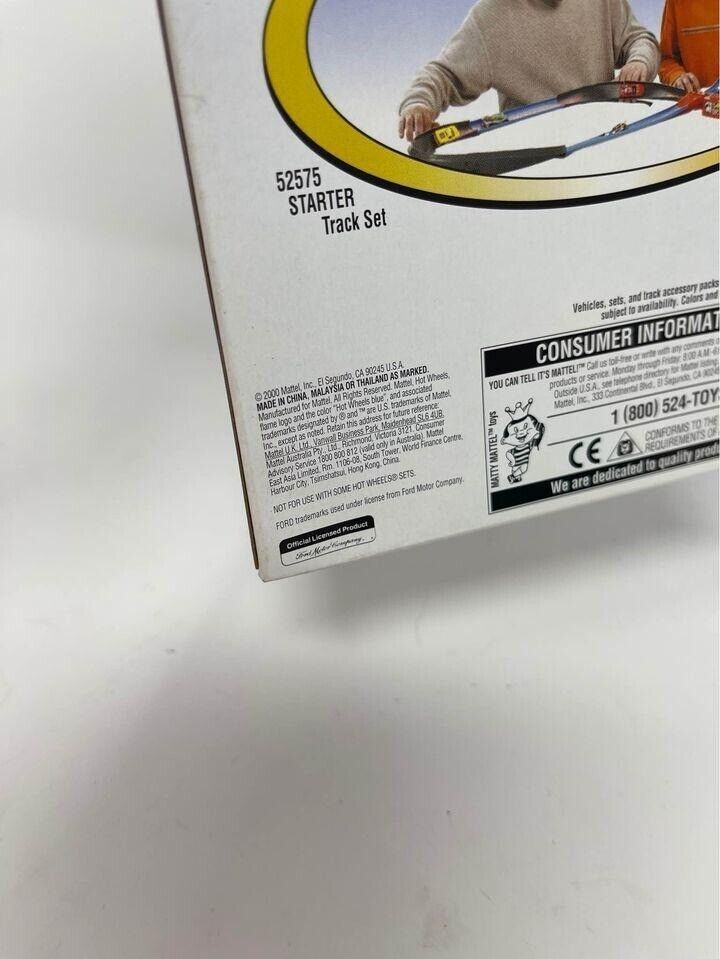 52575
STARTER
Track Set
Vehicles, sets, and track accessory packs
subject to availability. Colors and
© 2000 Mattel, Inc., El Segundo, CA 90245 U.S.A.
MADE IN CHINA, MALAYSIA OR THAILAND AS MARKED.
Manufactured for Mattel. All Rights Reserved. Mattel, Hot Wheels,
flame logo and the color "Hot Wheels blue", and associated
trademarks designated by ® and ™ are U.S. trademarks of Mattel,
Inc., except as noted. Retain this address for future reference:
Mattel U.K. Ltd., Vanwall Business Park, Maidenhead SL6 4UB.
Mattel Australia Pty., Ltd., Richmond, Victoria 3121. Consumer
Advisory Service 1800 800 812 (valid only in Australia). Mattel
East Asia Limited, Rm. 1106-08, South Tower, World Finance Centre,
Harbour City, Tsimshatsui, Hong Kong, China.
NOT FOR USE WITH SOME HOT WHEELS® SETS.
FORD trademarks used under license from Ford Motor Company.
Official Licensed Product
Ford Motor Company
CONSUMER INFORMAT
YOU CAN TELL IT'S MATTEL!™ Call us toll-free or write with any comments
products or service. Monday through Friday, 8:00 A.M.
Outside U.S.A., see telephone directory for Mattel listing.
Mattel, Inc., 333 Continental Blvd., El Segundo, CA 902
1 (800) 524-TOY
MATTY MATTEL™ toys
CE
CONFORMS TO THE
REQUIREMENTS OF
We are dedicated to quality prod